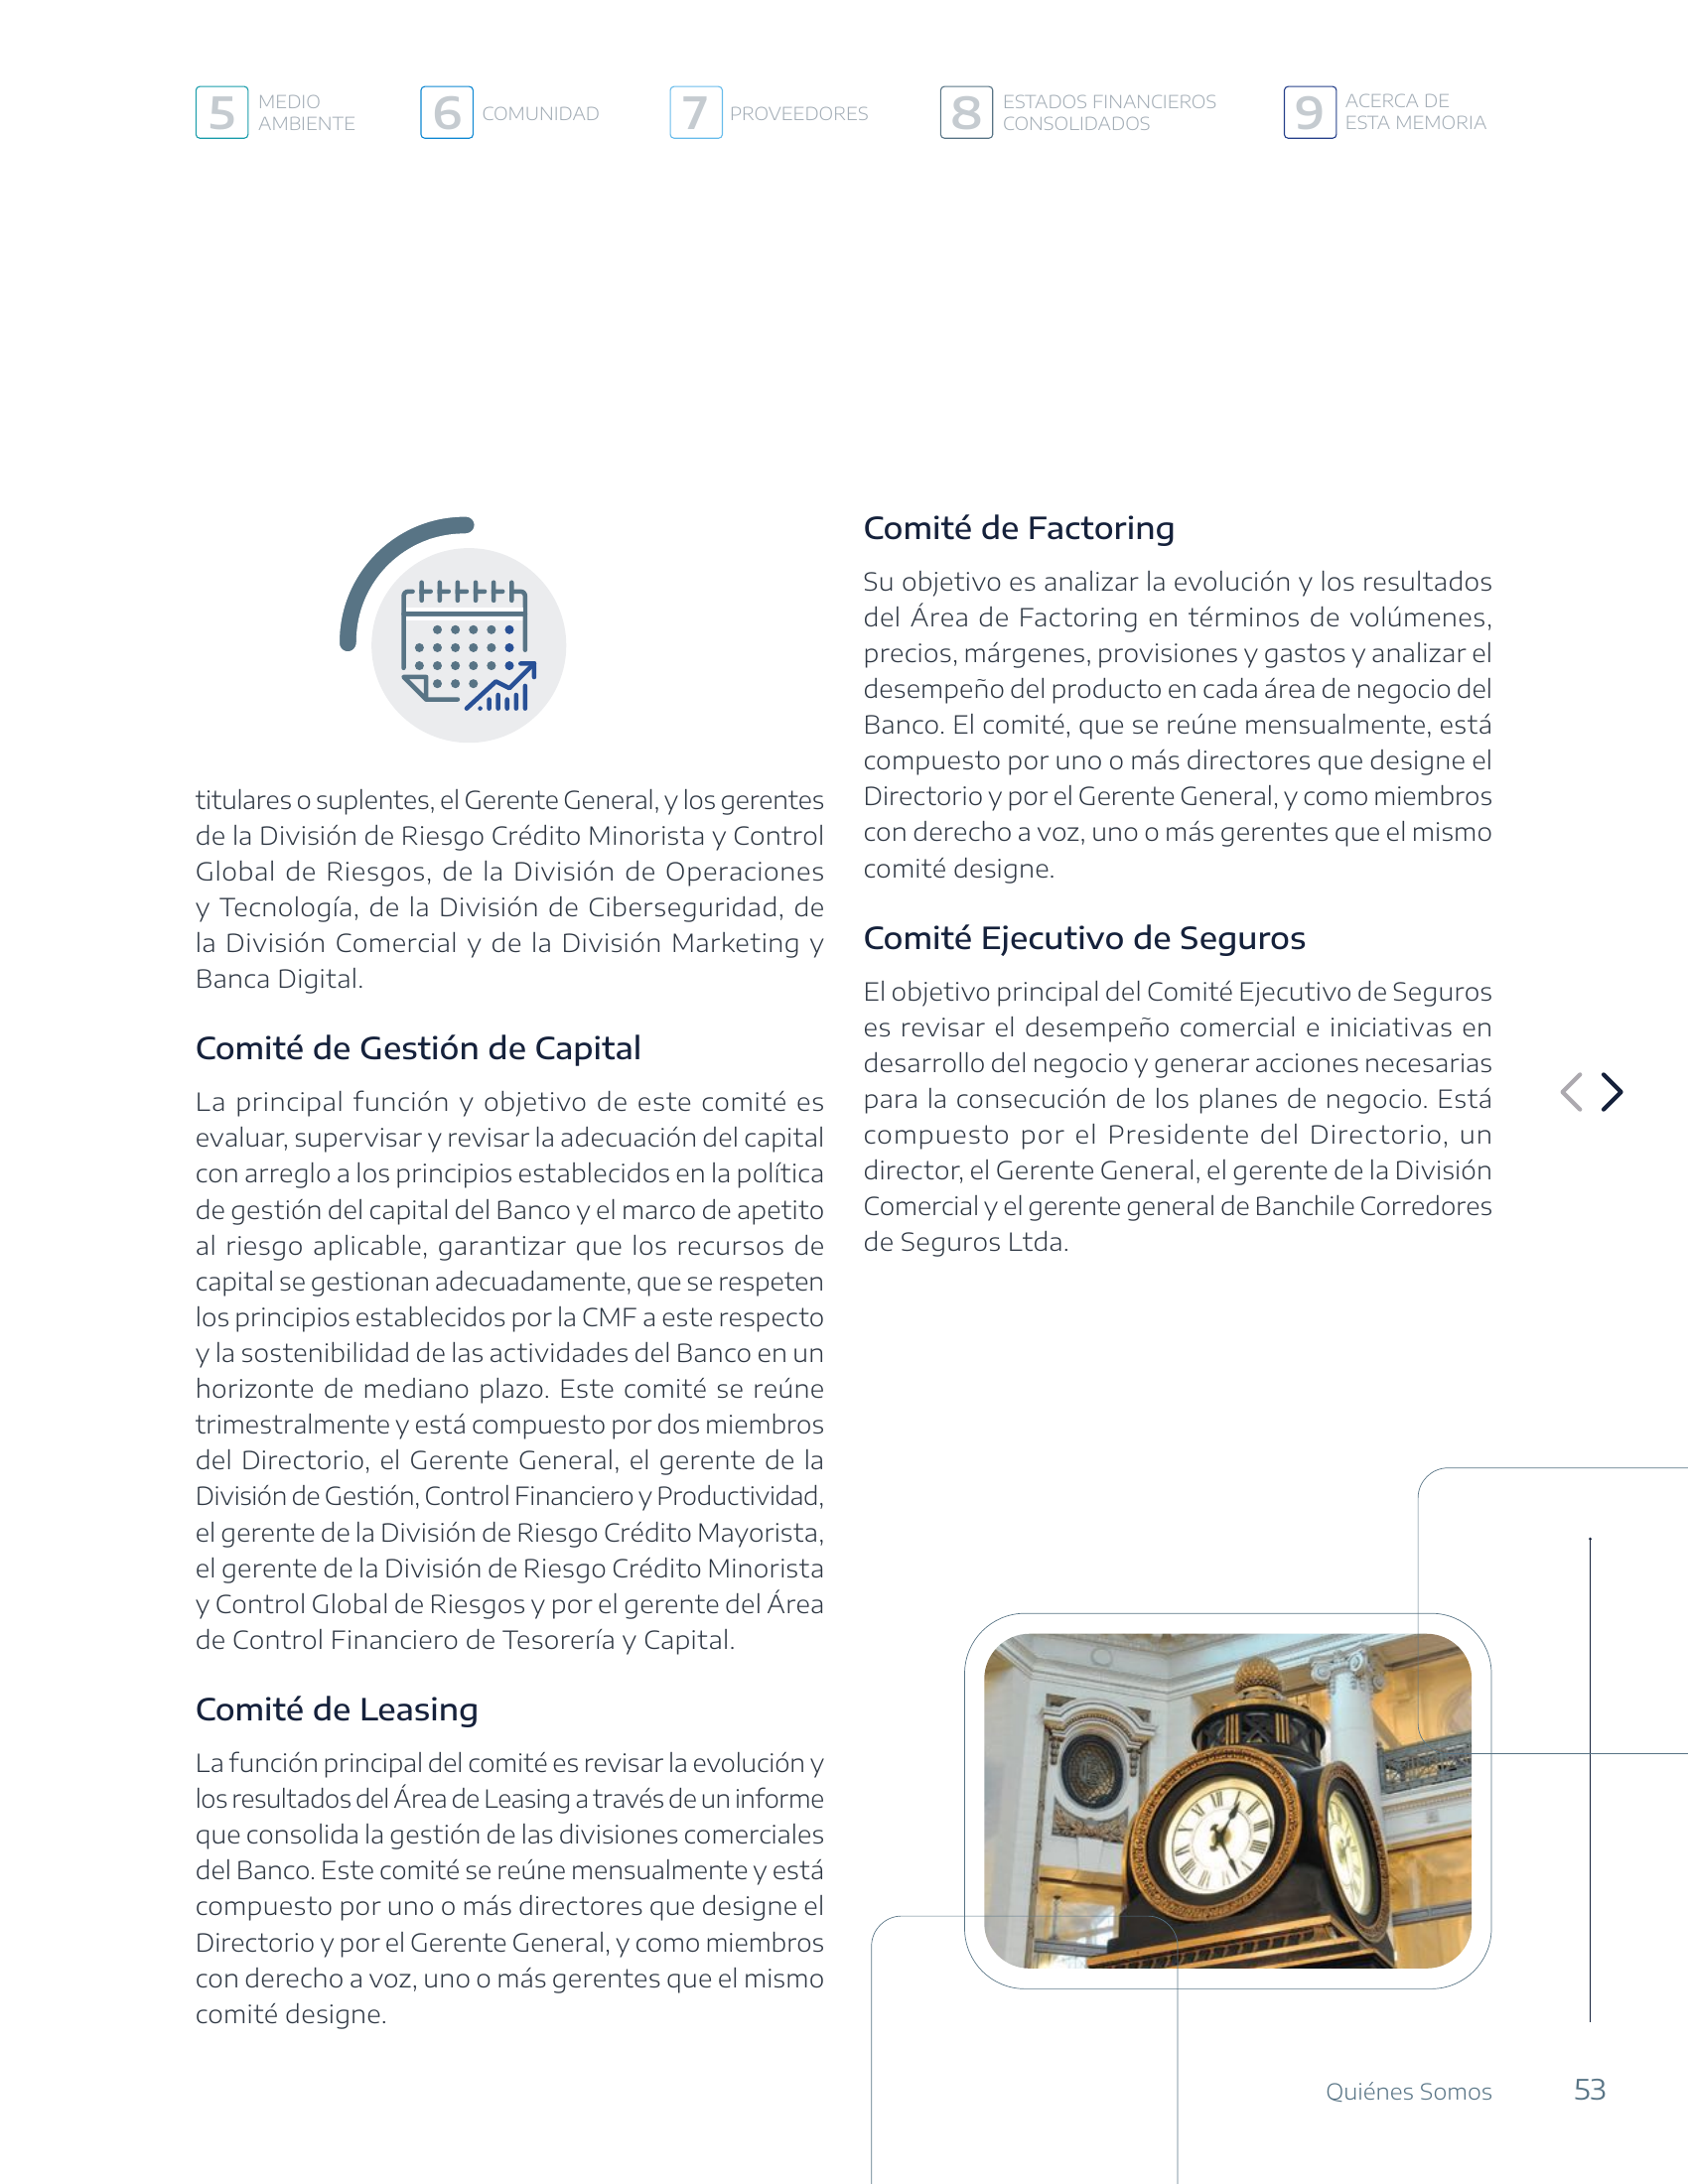 5 MEDIO
AMBIENTE
6 COMUNIDAD
7 PROVEEDORES
8 ESTADOS FINANCIEROS
CONSOLIDADOS
9 ACERCA DE
ESTA MEMORIA
titulares o suplentes, el Gerente General, y los gerentes
de la División de Riesgo Crédito Minorista y Control
Global de Riesgos, de la División de Operaciones
y Tecnología, de la División de Ciberseguridad, de
la División Comercial y de la División Marketing y
Banca Digital.
Comité de Gestión de Capital
La principal función y objetivo de este comité es
evaluar, supervisar y revisar la adecuación del capital
con arreglo a los principios establecidos en la política
de gestión del capital del Banco y el marco de apetito
al riesgo aplicable, garantizar que los recursos de
capital se gestionan adecuadamente, que se respeten
los principios establecidos por la CMF a este respecto
y la sostenibilidad de las actividades del Banco en un
horizonte de mediano plazo. Este comité se reúne
trimestralmente y está compuesto por dos miembros
del Directorio, el Gerente General, el gerente de la
División de Gestión, Control Financiero y Productividad,
el gerente de la División de Riesgo Crédito Mayorista,
el gerente de la División de Riesgo Crédito Minorista
y Control Global de Riesgos y por el gerente del Área
de Control Financiero de Tesorería y Capital.
Comité de Leasing
La función principal del comité es revisar la evolución y
los resultados del Área de Leasing a través de un informe
que consolida la gestión de las divisiones comerciales
del Banco. Este comité se reúne mensualmente y está
compuesto por uno o más directores que designe el
Directorio y por el Gerente General, y como miembros
con derecho a voz, uno o más gerentes que el mismo
comité designe.
Comité de Factoring
Su objetivo es analizar la evolución y los resultados
del Área de Factoring en términos de volúmenes,
precios, márgenes, provisiones y gastos y analizar el
desempeño del producto en cada área de negocio del
Banco. El comité, que se reúne mensualmente, está
compuesto por uno o más directores que designe el
Directorio y por el Gerente General, y como miembros
con derecho a voz, uno o más gerentes que el mismo
comité designe.
Comité Ejecutivo de Seguros
El objetivo principal del Comité Ejecutivo de Seguros
es revisar el desempeño comercial e iniciativas en
desarrollo del negocio y generar acciones necesarias
para la consecución de los planes de negocio. Está
compuesto por el Presidente del Directorio, un
director, el Gerente General, el gerente de la División
Comercial y el gerente general de Banchile Corredores
de Seguros Ltda.
Quiénes Somos 53